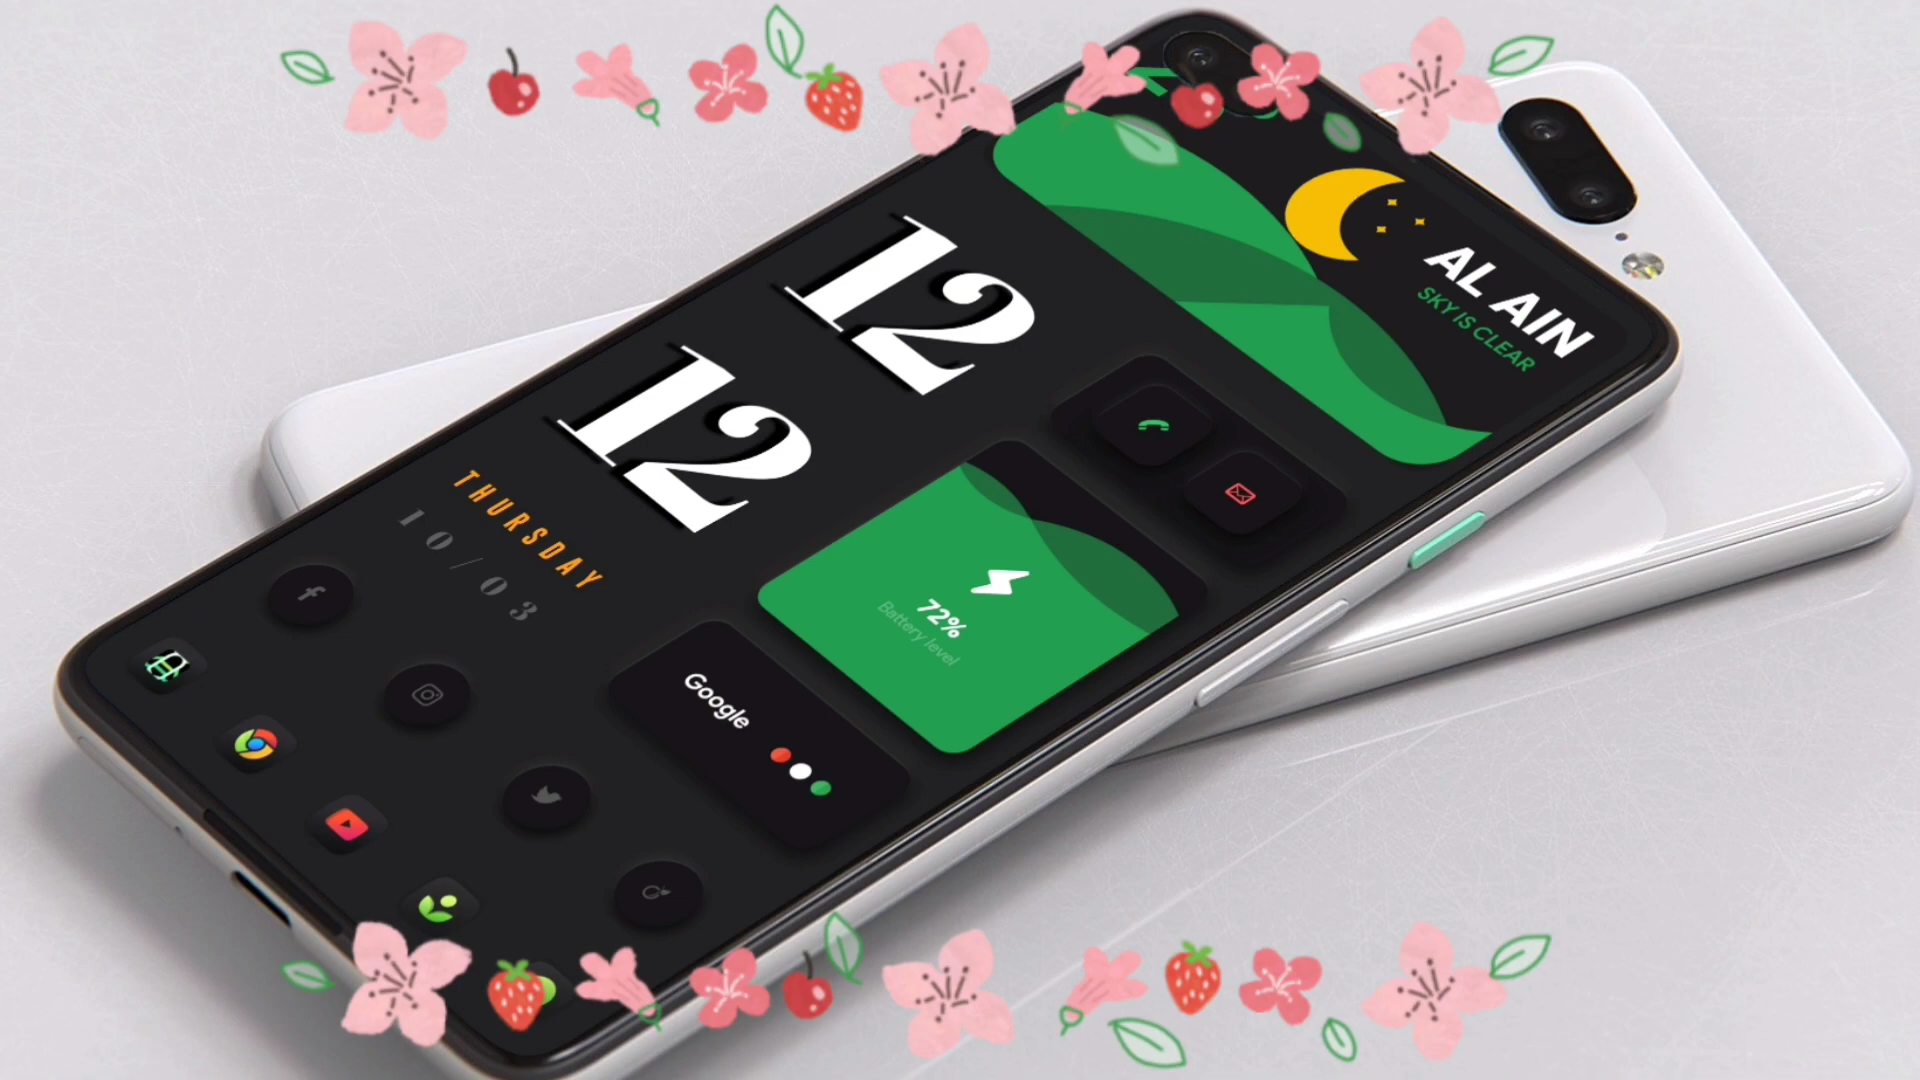 AL AIN
SKY IS CLEAR
12
12
THURSDAY
10/03
72%
Battery level
Google